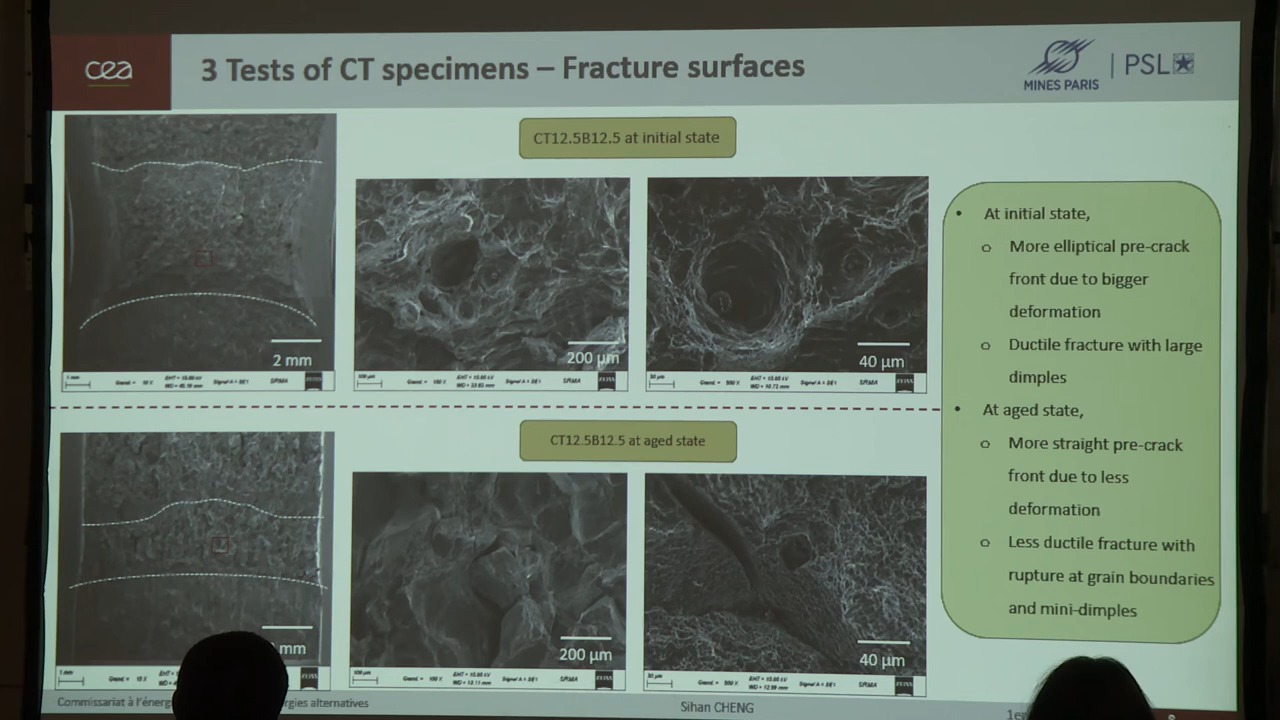 cea
3 Tests of CT specimens – Fracture surfaces
MINES PARIS
PSL
CT12.5B12.5 at initial state
2 mm
200 µm
40 µm
CT12.5B12.5 at aged state
mm
200 µm
40 µm
• At initial state,
o More elliptical pre-crack
front due to bigger
deformation
o Ductile fracture with large
dimples
• At aged state,
o More straight pre-crack
front due to less
deformation
o Less ductile fracture with
rupture at grain boundaries
and mini-dimples
Commissariat à l'énerg
rgies alternatives
Sihan CHENG